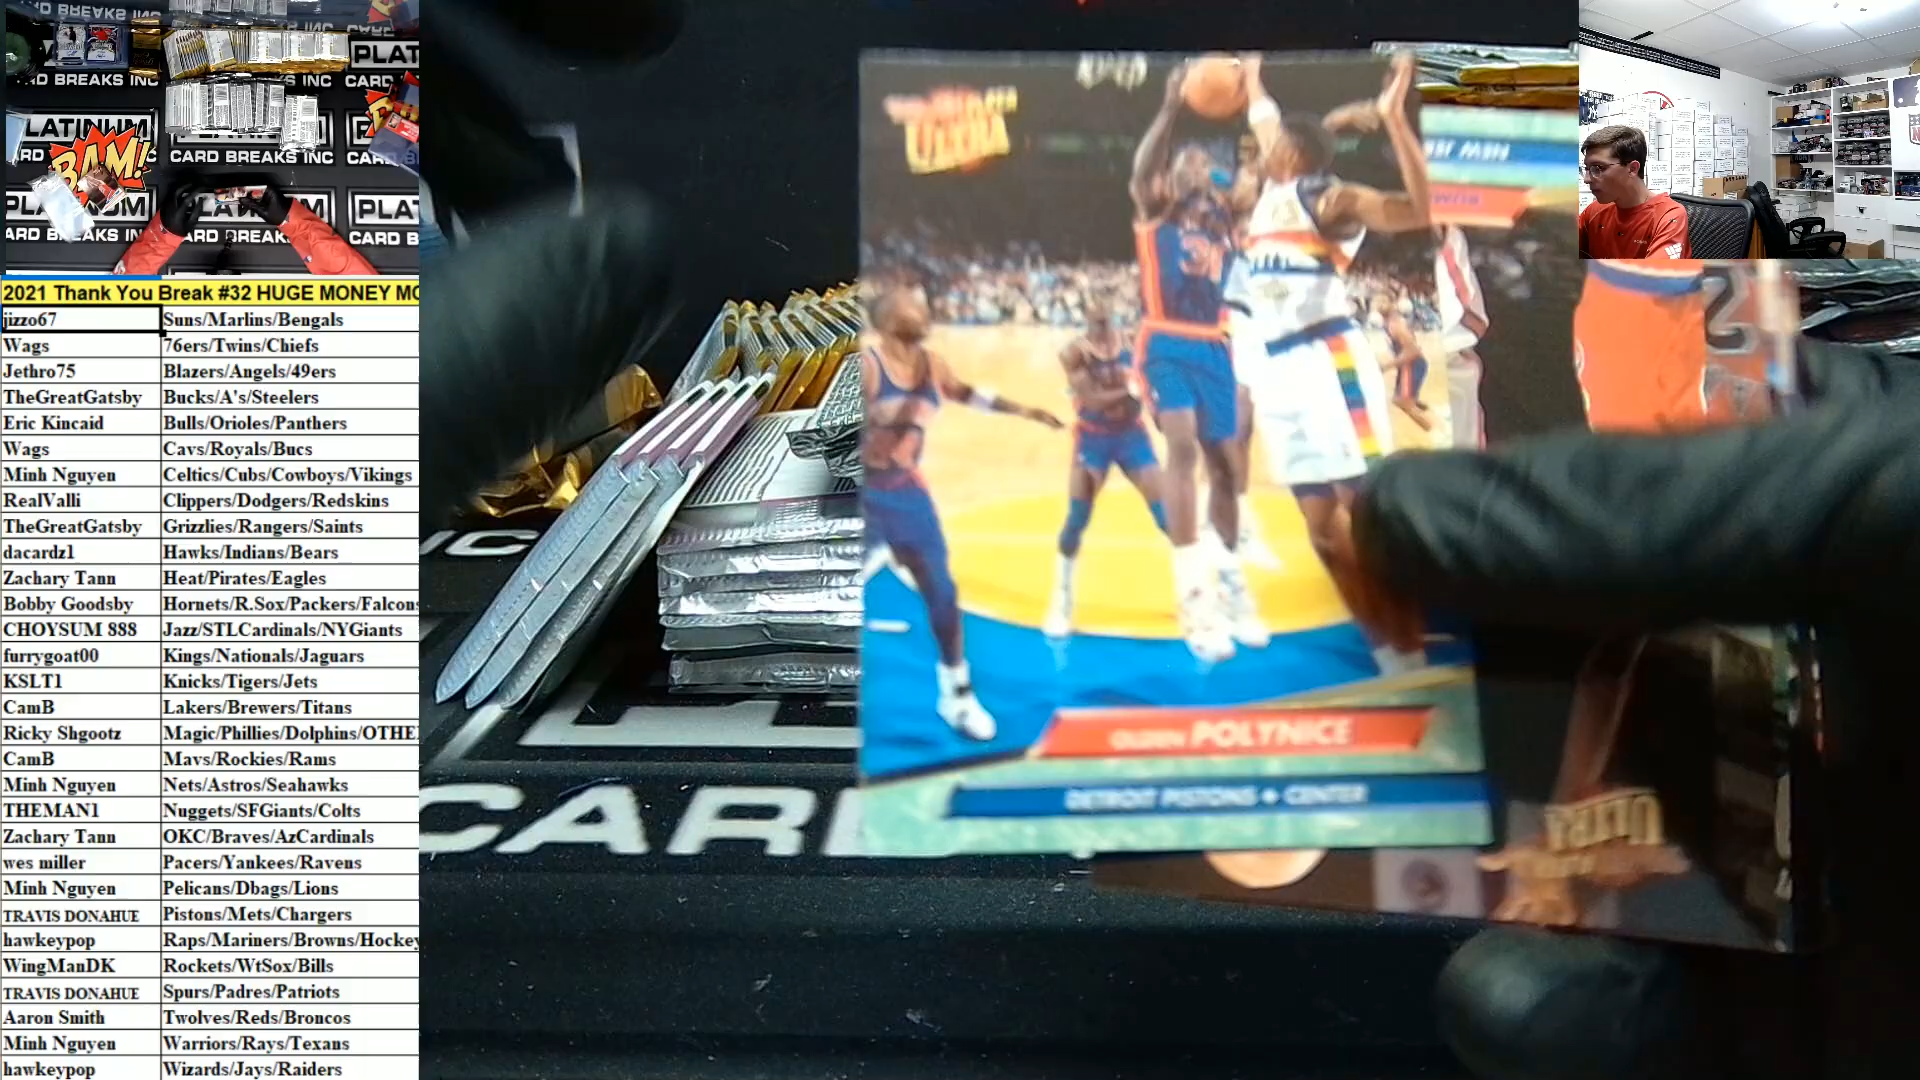 PLATINUM
CARD BREAKS INC
BAM!
2021 Thank You Break #32 HUGE MONEY MO
jizzo67 Suns/Marlins/Bengals
Wags 76ers/Twins/Chiefs
Jethro75 Blazers/Angels/49ers
TheGreatGatsby Bucks/A's/Steelers
Eric Kincaid Bulls/Orioles/Panthers
Wags Cavs/Royals/Bucs
Minh Nguyen Celtics/Cubs/Cowboys/Vikings
RealValli Clippers/Dodgers/Redskins
TheGreatGatsby Grizzlies/Rangers/Saints
dacardz1 Hawks/Indians/Bears
Zachary Tann Heat/Pirates/Eagles
Bobby Goodsby Hornets/R.Sox/Packers/Falcons
CHOYSUM 888 Jazz/STLCardinals/NYGiants
furrygoat00 Kings/Nationals/Jaguars
KSLT1 Knicks/Tigers/Jets
CamB Lakers/Brewers/Titans
Ricky Shgootz Magic/Phillies/Dolphins/OTHE
CamB Mavs/Rockies/Rams
Minh Nguyen Nets/Astros/Seahawks
THEMAN1 Nuggets/SFGiants/Colts
Zachary Tann OKC/Braves/AzCardinals
wes miller Pacers/Yankees/Ravens
Minh Nguyen Pelicans/Dbags/Lions
TRAVIS DONAHUE Pistons/Mets/Chargers
hawkeypop Raps/Mariners/Browns/Hockey
WingManDK Rockets/WtSox/Bills
TRAVIS DONAHUE Spurs/Padres/Patriots
Aaron Smith Twolves/Reds/Broncos
Minh Nguyen Warriors/Rays/Texans
hawkeypop Wizards/Jays/Raiders
ULTRA
POLYNICE
DETROIT PISTONS • CENTER
ULTRA
CAR